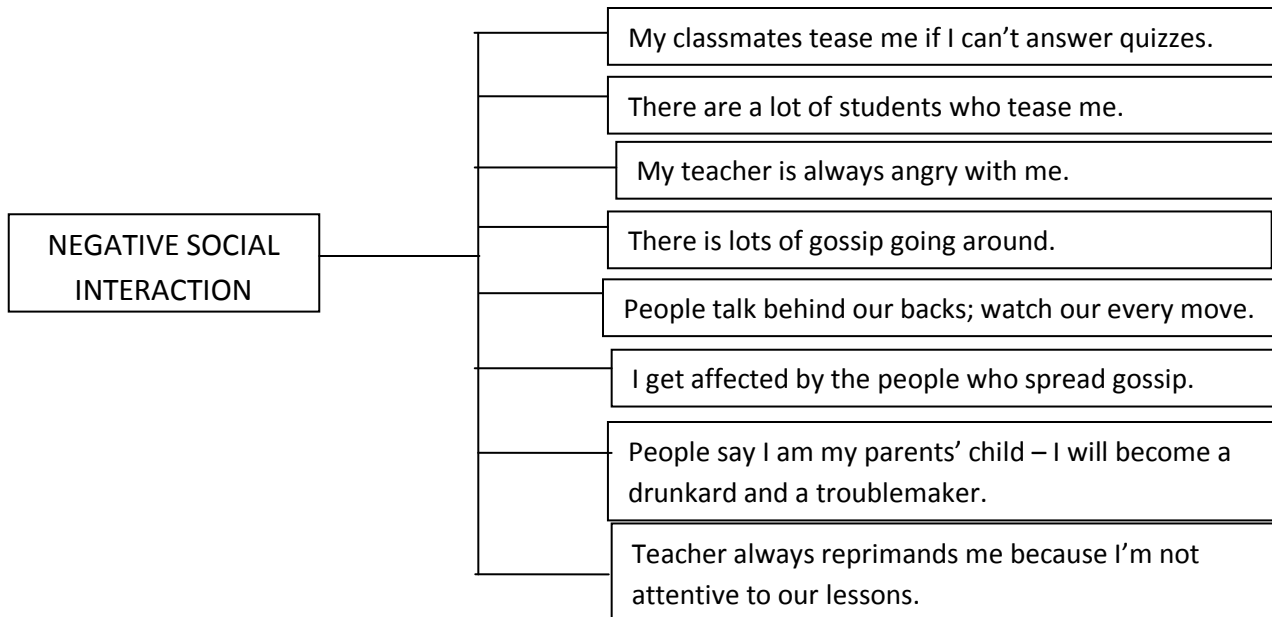 My classmates tease me if I can’t answer quizzes.
There are a lot of students who tease me.
My teacher is always angry with me.
NEGATIVE SOCIAL
INTERACTION
There is lots of gossip going around.
People talk behind our backs; watch our every move.
I get affected by the people who spread gossip.
People say I am my parents’ child – I will become a
drunkard and a troublemaker.
Teacher always reprimands me because I’m not
attentive to our lessons.